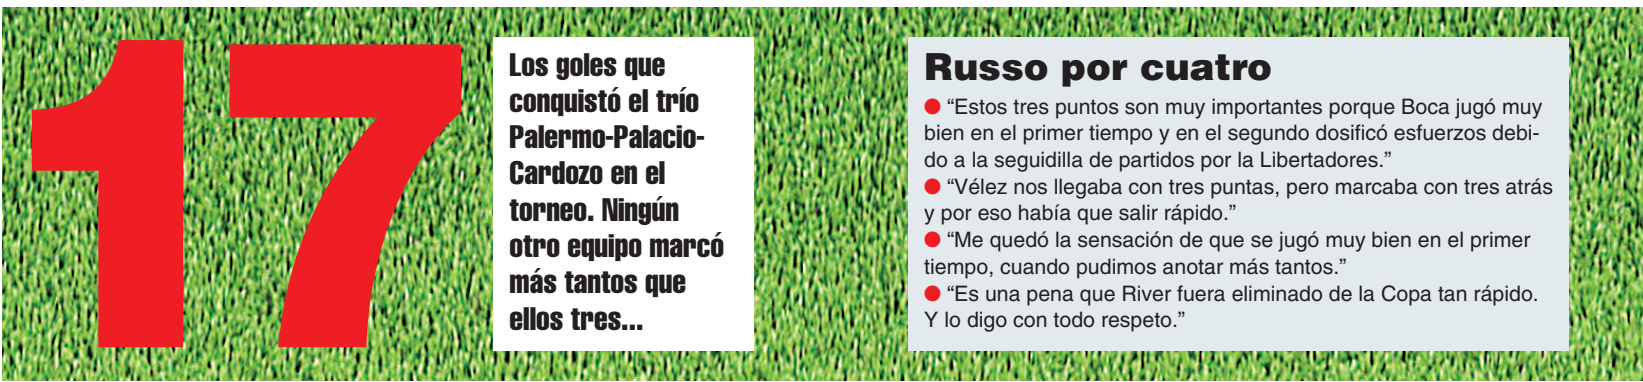 17
Los goles que
conquistó el trío
Palermo-Palacio-
Cardozo en el
torneo. Ningún
otro equipo marcó
más tantos que
ellos tres...
Russo por cuatro
● “Estos tres puntos son muy importantes porque Boca jugó muy
bien en el primer tiempo y en el segundo dosificó esfuerzos debi-
do a la seguidilla de partidos por la Libertadores.”
● “Vélez nos llegaba con tres puntas, pero marcaba con tres atrás
y por eso había que salir rápido.”
● “Me quedó la sensación de que se jugó muy bien en el primer
tiempo, cuando pudimos anotar más tantos.”
● “Es una pena que River fuera eliminado de la Copa tan rápido.
Y lo digo con todo respeto.”